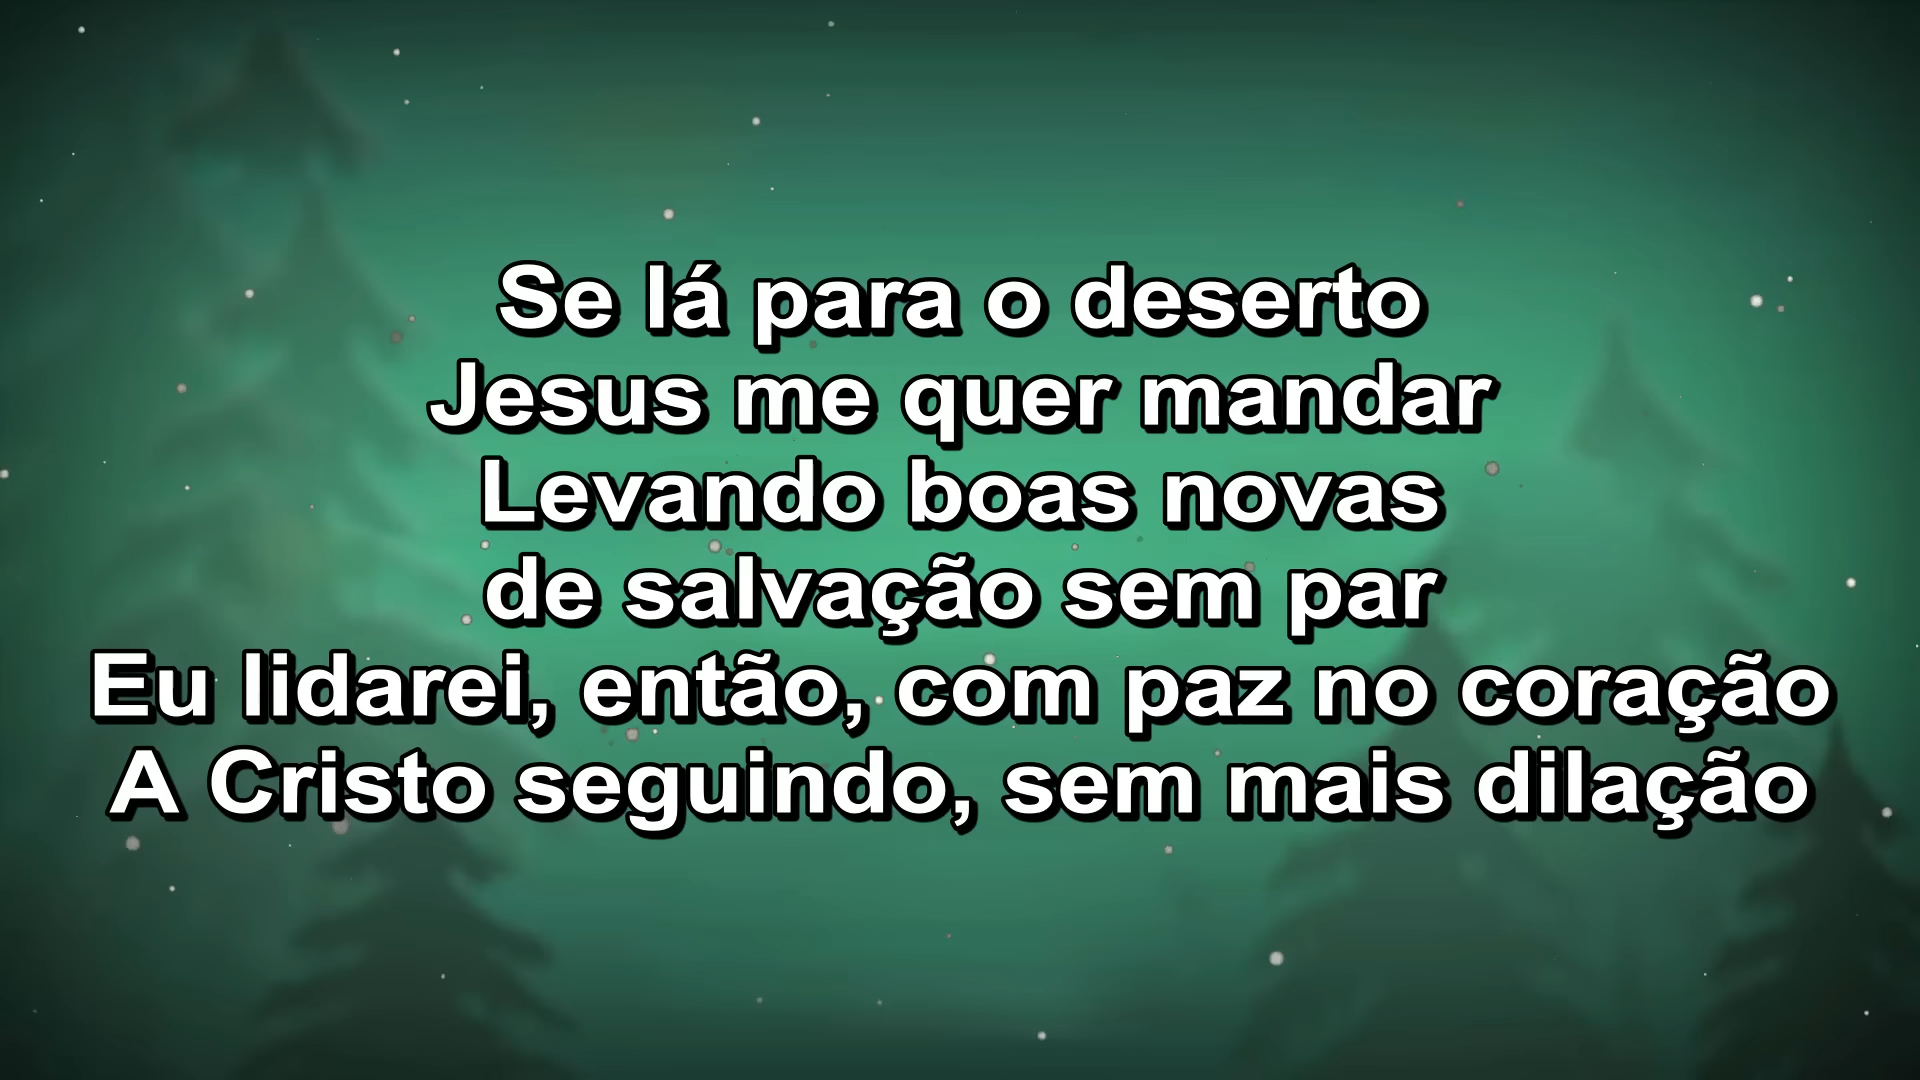 Se lá para o deserto
Jesus me quer mandar
Levando boas novas
de salvação sem par
Eu lidarei, então, com paz no coração
A Cristo seguindo, sem mais dilação